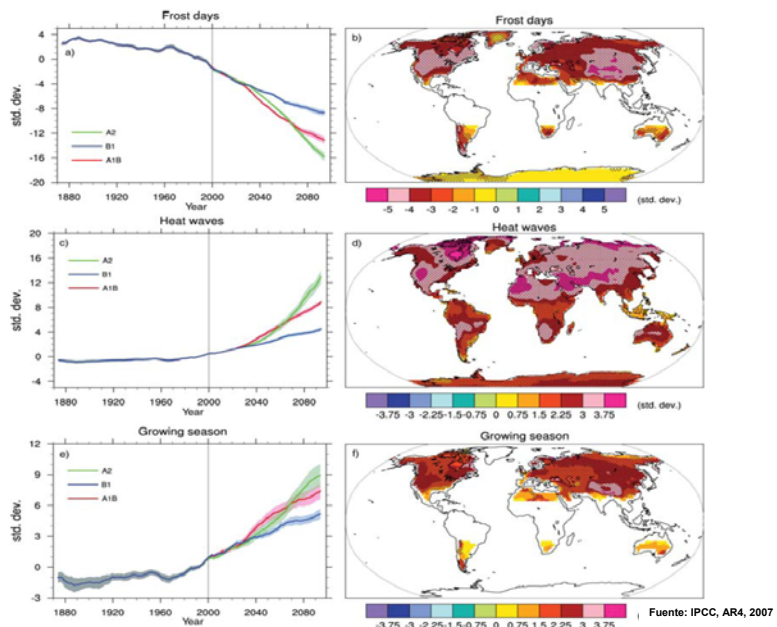 Frost days
4
0
-4
-8
-12
-16
-20
std. dev.
a)
A2
B1
A1B
1880 1920 1960 2000 2040 2080
Year
Frost days
b)
-5 -4 -3 -2 -1 0 1 2 3 4 5 (std. dev.)
Heat waves
20
16
12
8
4
0
-4
std. dev.
c)
A2
B1
A1B
1880 1920 1960 2000 2040 2080
Year
Heat waves
d)
-3.75 -3 -2.25 -1.5 -0.75 0 0.75 1.5 2.25 3 3.75 (std. dev.)
Growing season
12
9
6
3
0
-3
std. dev.
e)
A2
B1
A1B
1880 1920 1960 2000 2040 2080
Year
Growing season
f)
-3.75 -3 -2.25 -1.5 -0.75 0 0.75 1.5 2.25 3 3.75
Fuente: IPCC, AR4, 2007